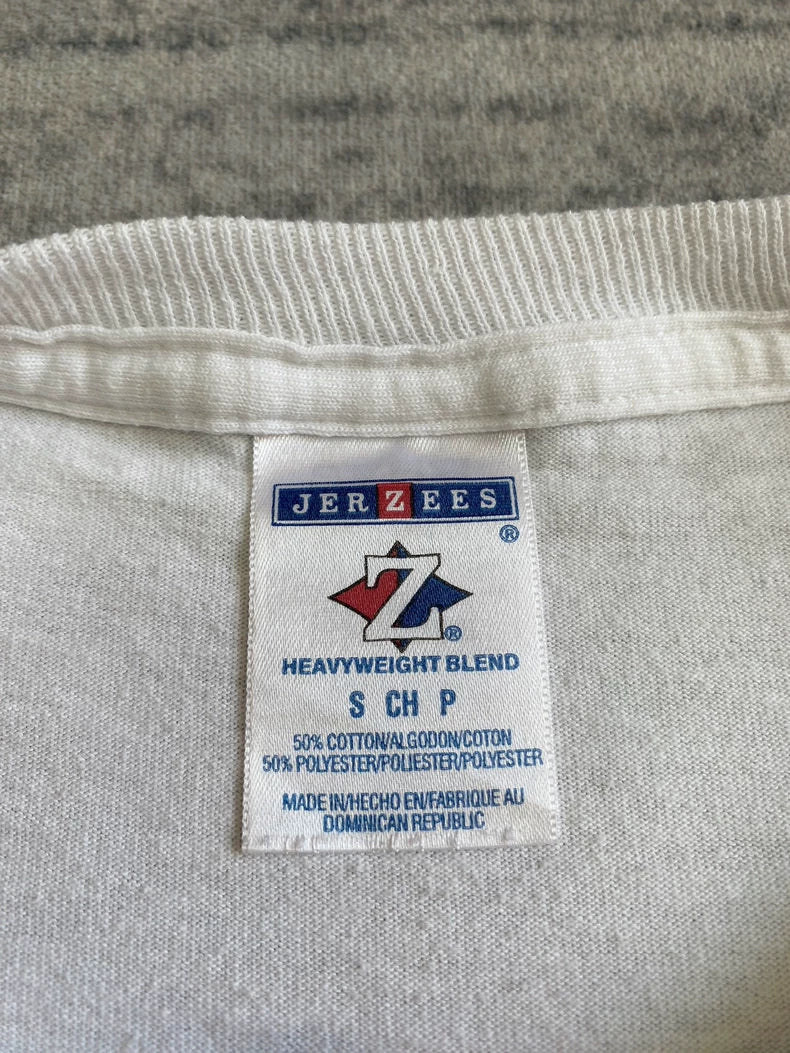 JERZEES
®
Z
®
HEAVYWEIGHT BLEND
S CH P
50% COTTON/ALGODON/COTON
50% POLYESTER/POLIESTER/POLYESTER
MADE IN/HECHO EN/FABRIQUE AU
DOMINICAN REPUBLIC